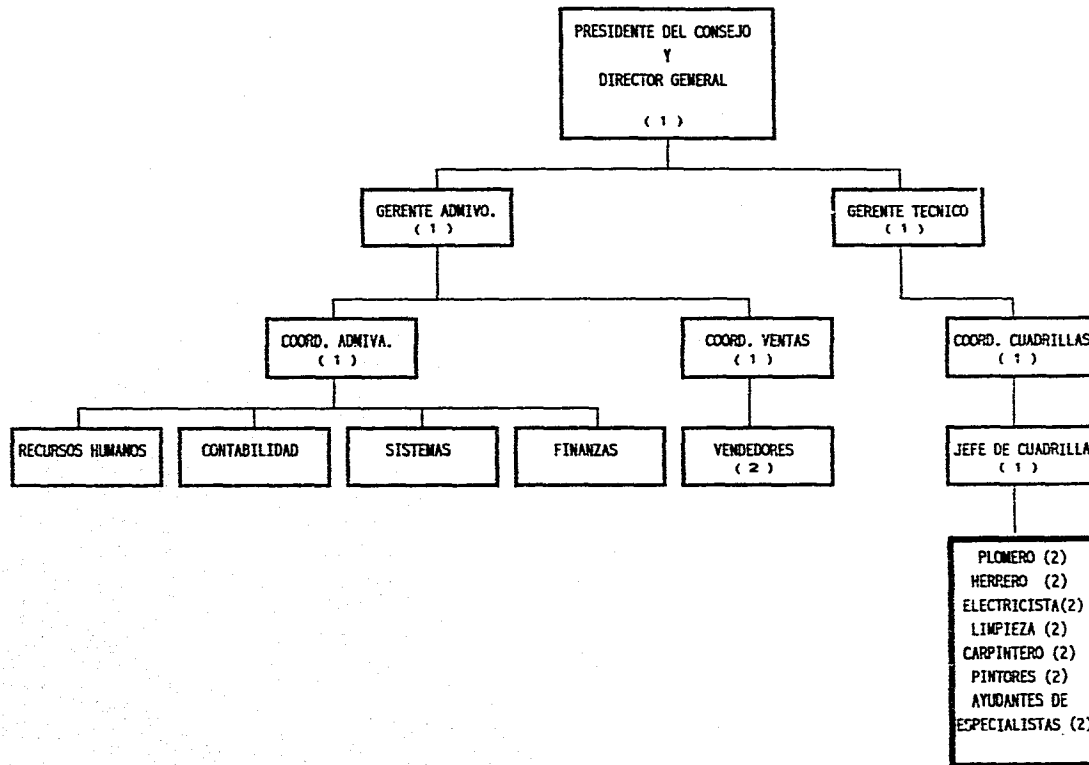 PRESIDENTE DEL CONSEJO
Y
DIRECTOR GENERAL
( 1 )
GERENTE ADMIVO.
( 1 )
GERENTE TECNICO
( 1 )
COORD. ADMIVA.
( 1 )
COORD. VENTAS
( 1 )
COORD. CUADRILLAS
( 1 )
RECURSOS HUMANOS
CONTABILIDAD
SISTEMAS
FINANZAS
VENDEDORES
( 2 )
JEFE DE CUADRILLA
( 1 )
PLOMERO (2)
HERRERO (2)
ELECTRICISTA(2)
LIMPIEZA (2)
CARPINTERO (2)
PINTORES (2)
AYUDANTES DE
ESPECIALISTAS (2)